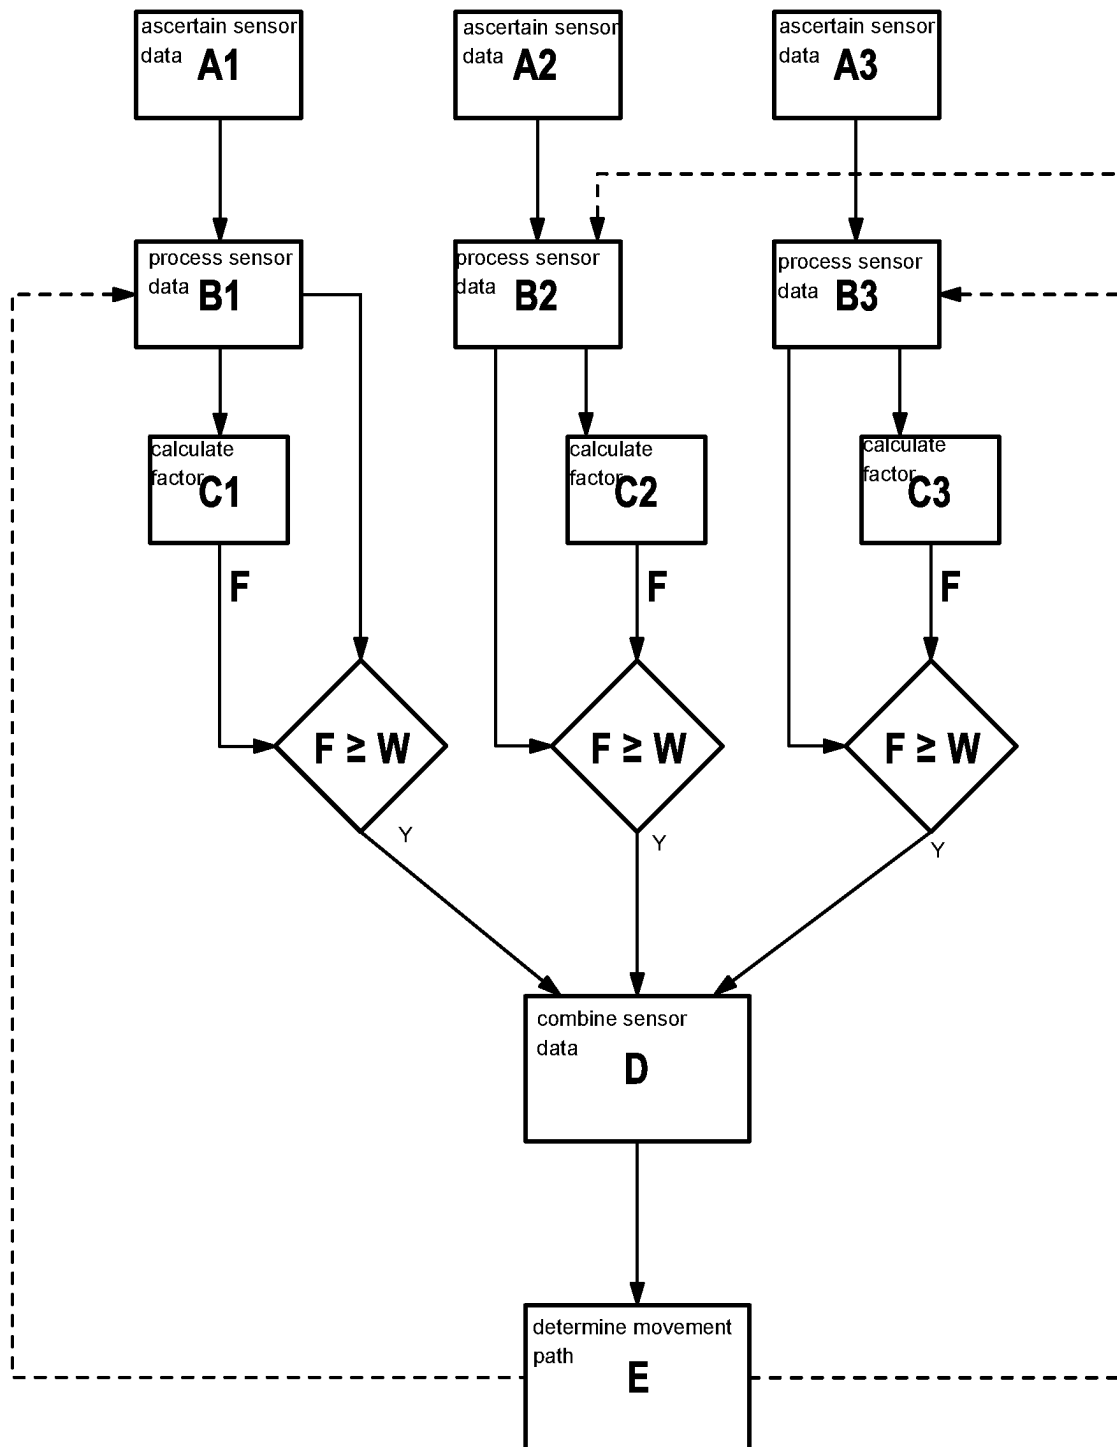 ascertain sensor
data A1
ascertain sensor
data A2
ascertain sensor
data A3
process sensor
data B1
process sensor
data B2
process sensor
data B3
calculate
factor C1
calculate
factor C2
calculate
factor C3
F
F
F
F ≥ W
F ≥ W
F ≥ W
Y
Y
Y
combine sensor
data
D
determine movement
path
E